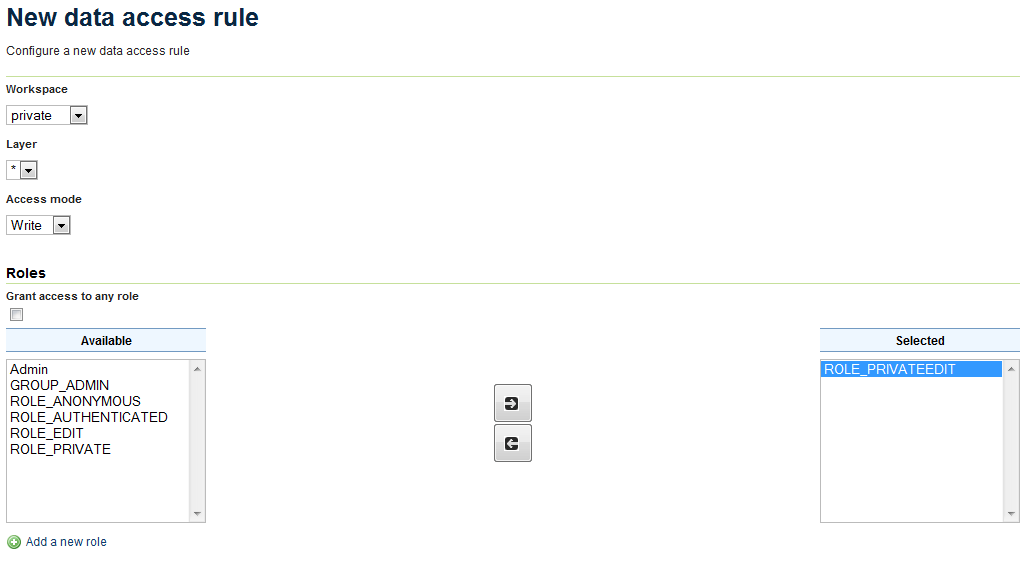 New data access rule
Configure a new data access rule
Workspace
private
Layer
*
Access mode
Write
Roles
Grant access to any role
Available
Selected
Admin
GROUP_ADMIN
ROLE_ANONYMOUS
ROLE_AUTHENTICATED
ROLE_EDIT
ROLE_PRIVATE
ROLE_PRIVATEEDIT
Add a new role